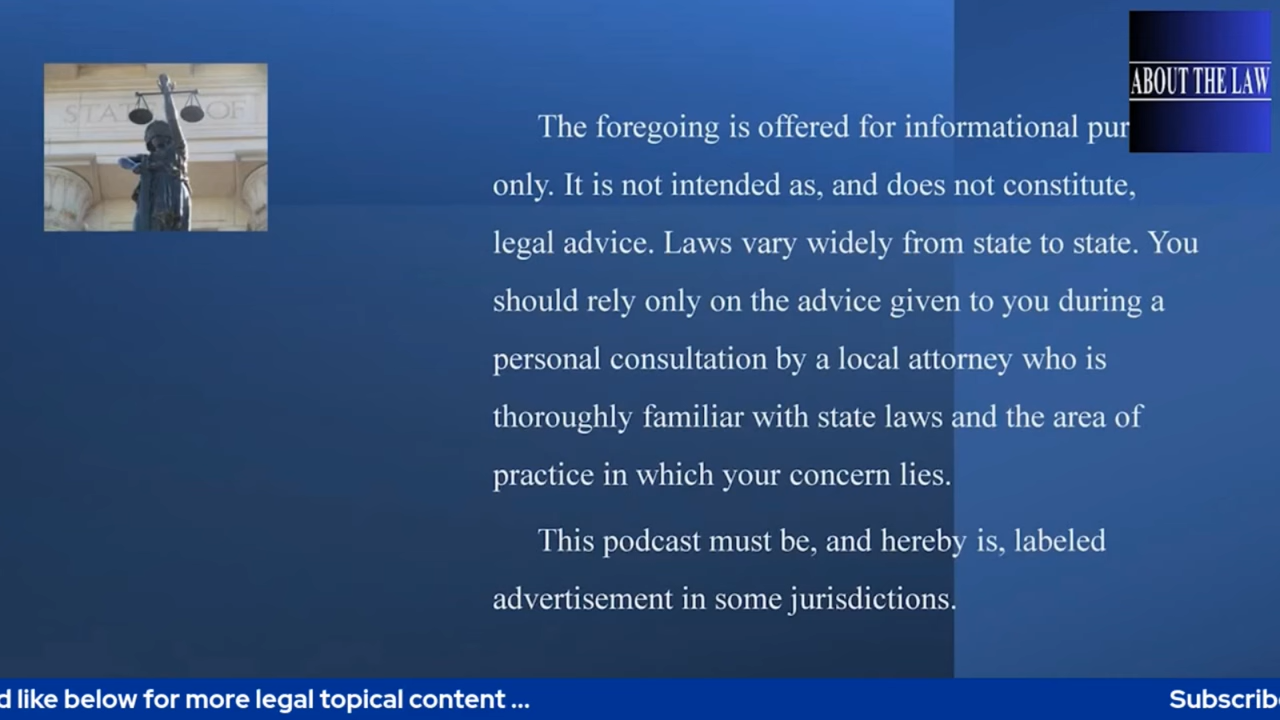 STAT OF
ABOUT THE LAW
The foregoing is offered for informational pur
only. It is not intended as, and does not constitute,
legal advice. Laws vary widely from state to state. You
should rely only on the advice given to you during a
personal consultation by a local attorney who is
thoroughly familiar with state laws and the area of
practice in which your concern lies.
This podcast must be, and hereby is, labeled
advertisement in some jurisdictions.
d like below for more legal topical content ...
Subscribe